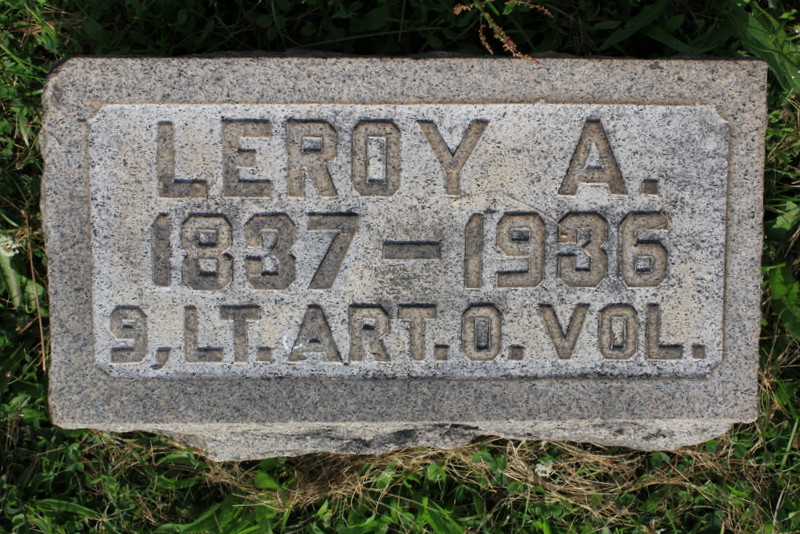 LEROY A.
1837-1936
9, LT. ART. O. VOL.